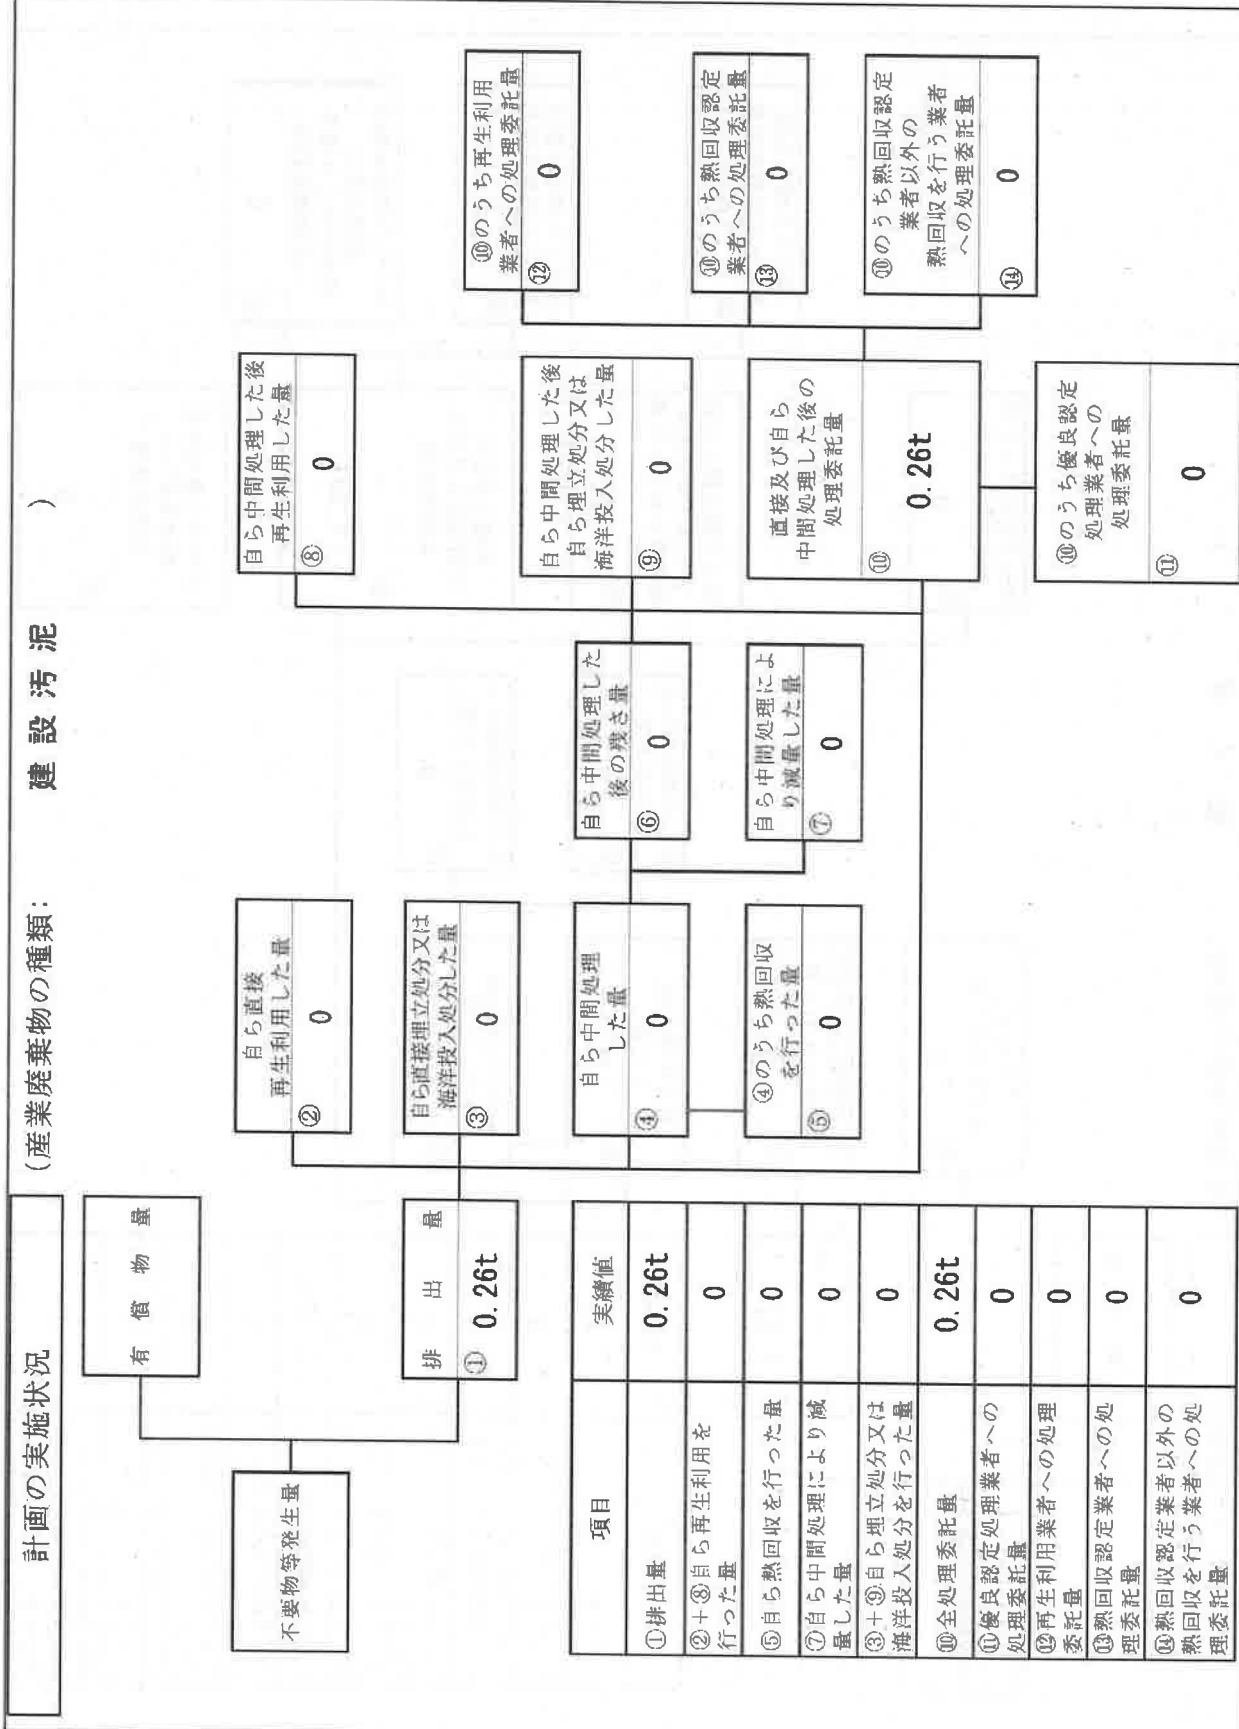 計画の実施状況
(産業廃棄物の種類: 建設汚泥 )
有償物量
不要物等発生量
排出量
① 0.26t
自ら直接
再生利用した量
② 0
自ら直接埋立処分又は
海洋投入処分した量
③ 0
自ら中間処理
した量
④ 0
④のうち熱回収
を行った量
⑤ 0
自ら中間処理した
後の残さ量
⑥ 0
自ら中間処理によ
り減量した量
⑦ 0
自ら中間処理した後
再生利用した量
⑧ 0
自ら中間処理した後
自ら埋立処分又は
海洋投入処分した量
⑨ 0
直接及び自ら
中間処理した後の
処理委託量
⑩ 0.26t
⑩のうち優良認定
処理業者への
処理委託量
⑪ 0
⑩のうち再生利用
業者への処理委託量
⑫ 0
⑩のうち熱回収認定
業者への処理委託量
⑬ 0
⑩のうち熱回収認定
業者以外の
熱回収を行う業者
への処理委託量
⑭ 0
項目 実績値
①排出量 0.26t
②+⑧自ら再生利用を
行った量 0
⑤自ら熱回収を行った量 0
⑦自ら中間処理により減
量した量 0
③+⑨自ら埋立処分又は
海洋投入処分を行った量 0
⑩全処理委託量 0.26t
⑪優良認定処理業者への
処理委託量 0
⑫再生利用業者への処理
委託量 0
⑬熱回収認定業者への処
理委託量 0
⑭熱回収認定業者以外の
熱回収を行う業者への処
理委託量 0